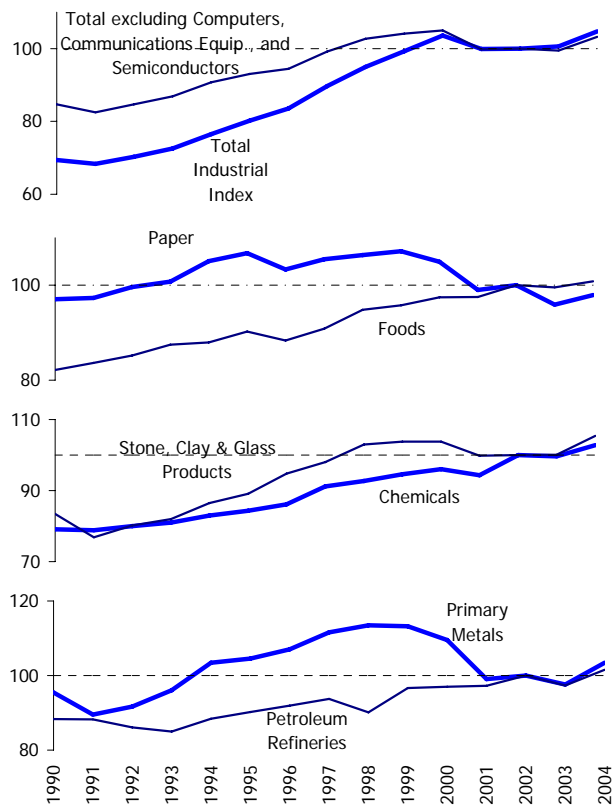 Total excluding Computers,
Communications Equip., and
Semiconductors
100
80
60
Total
Industrial
Index
Paper
100
80
Foods
110
90
70
Stone, Clay & Glass
Products
Chemicals
120
100
80
Primary
Metals
Petroleum
Refineries
1990
1991
1992
1993
1994
1995
1996
1997
1998
1999
2000
2001
2002
2003
2004